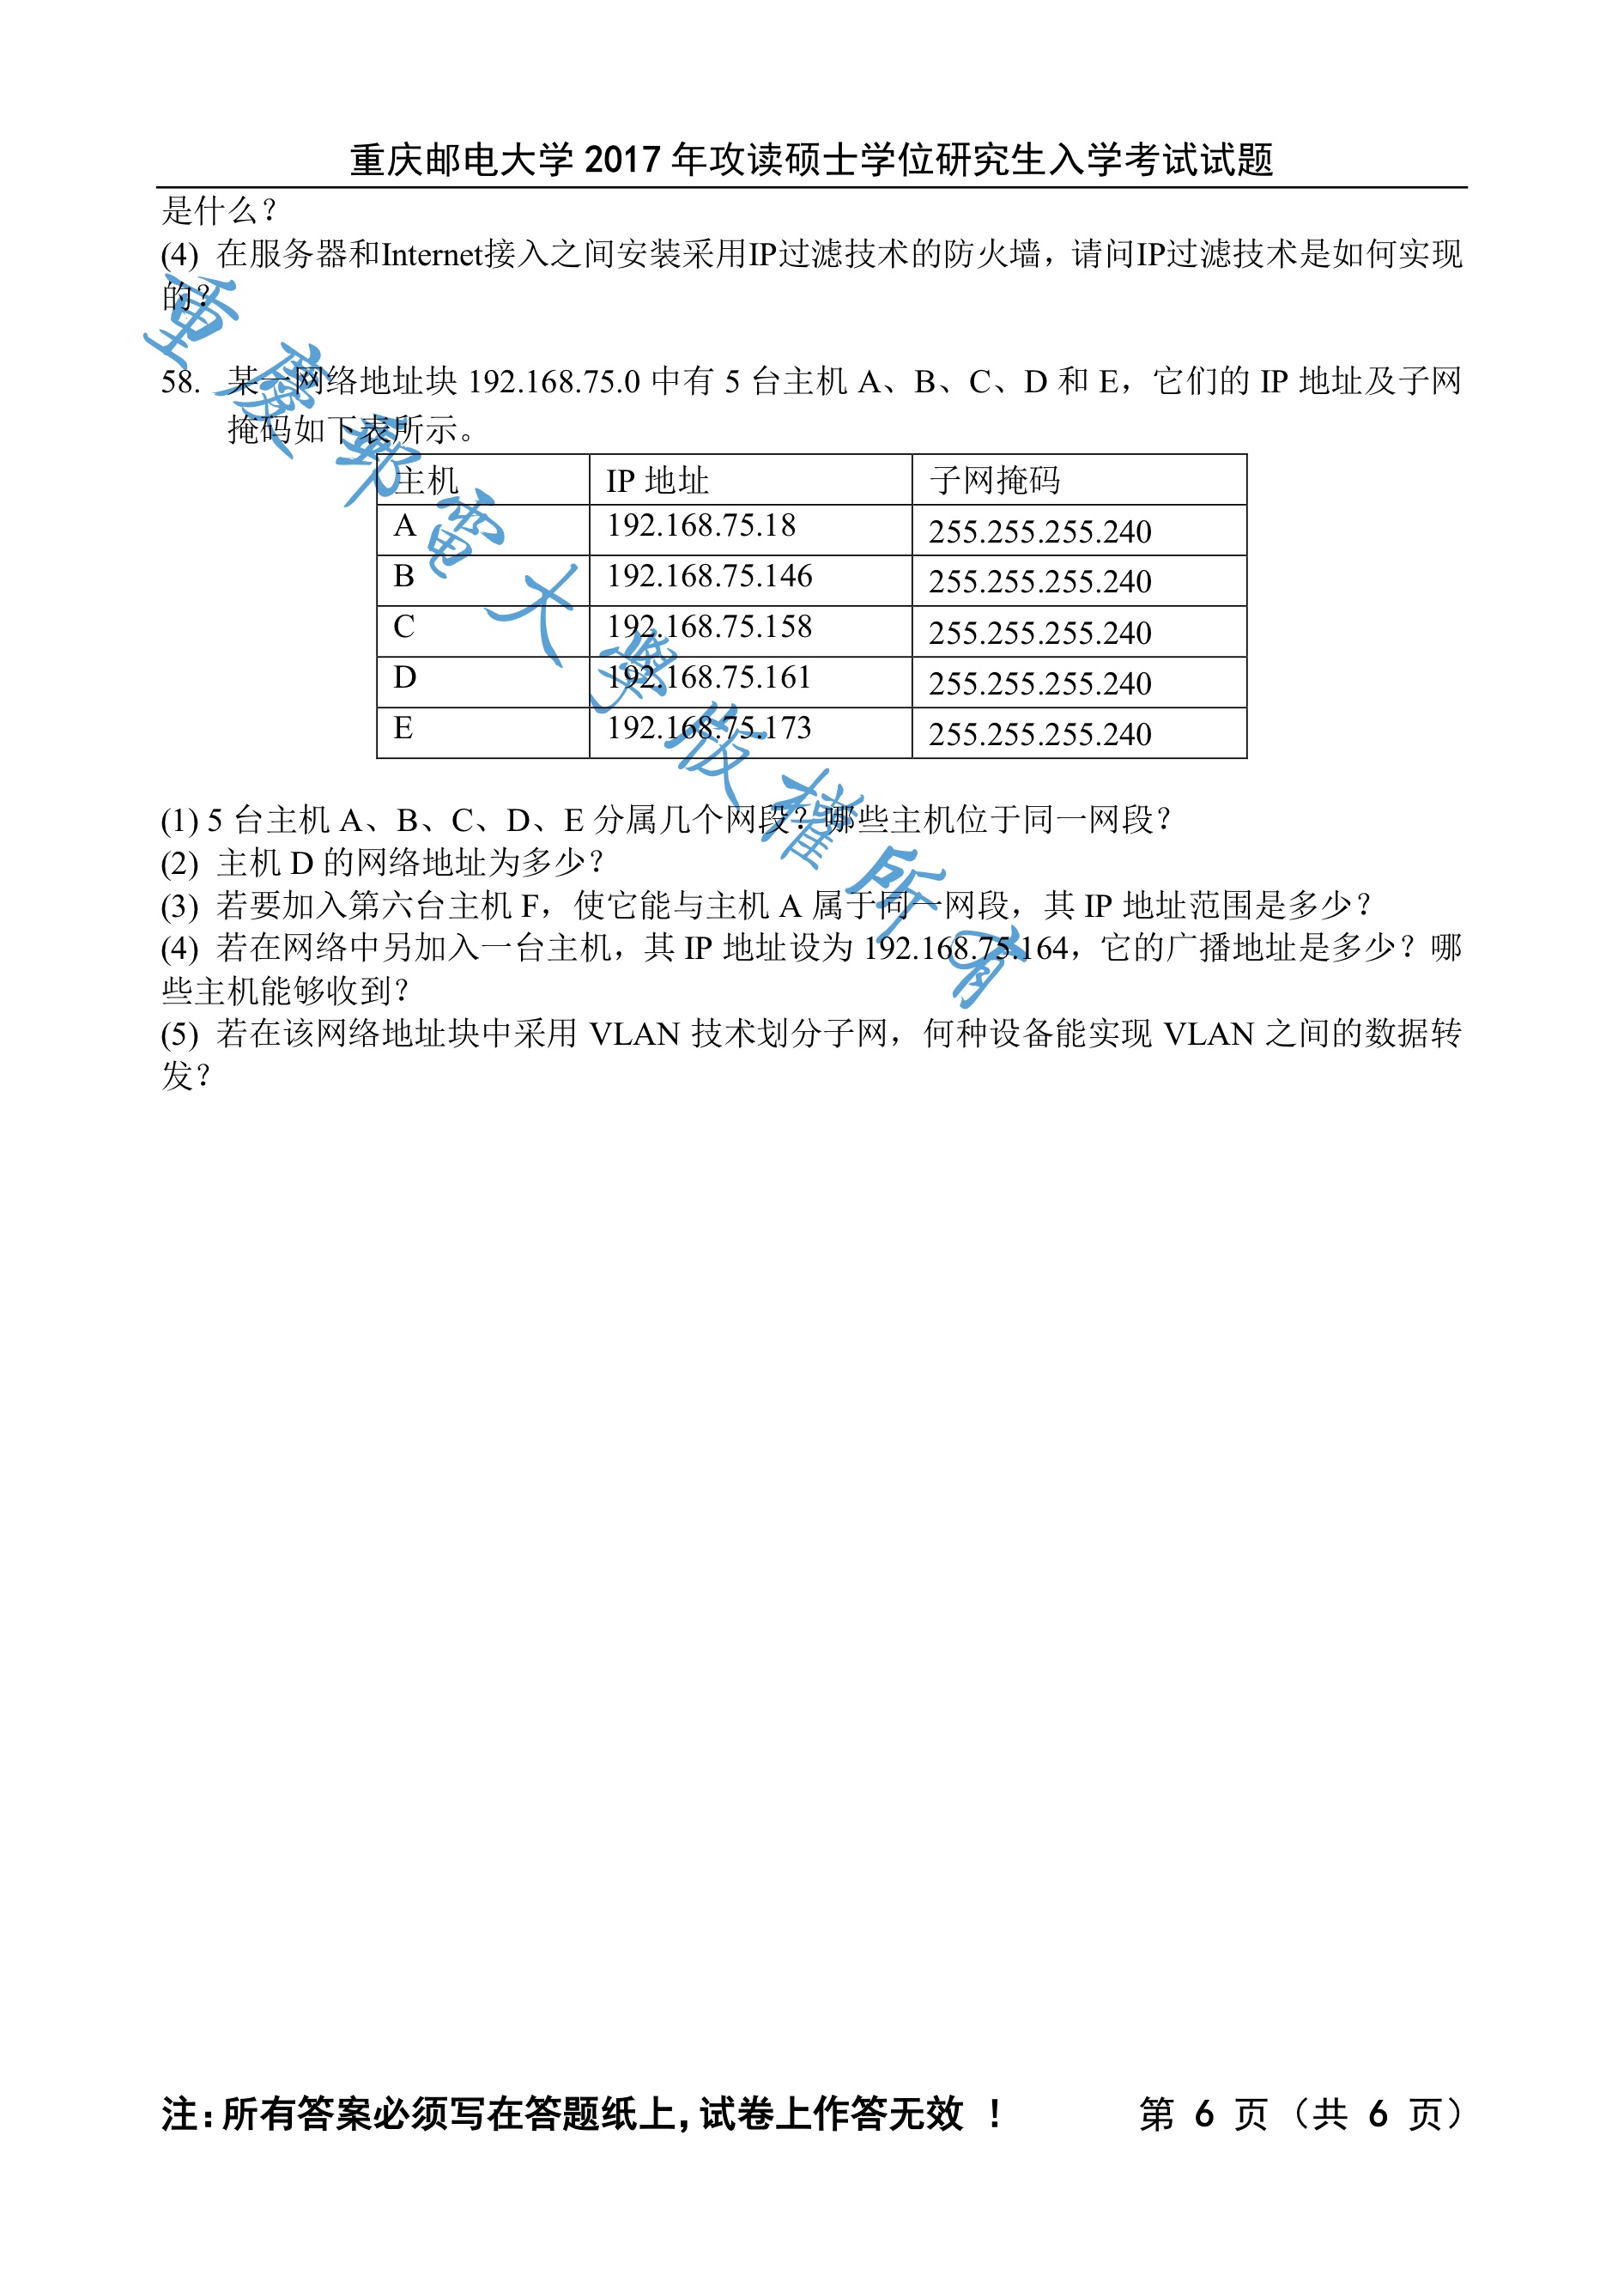 重庆邮电大学 2017 年攻读硕士学位研究生入学考试试题
是什么？
(4) 在服务器和Internet接入之间安装采用IP过滤技术的防火墙，请问IP过滤技术是如何实现
的？
58. 某一网络地址块 192.168.75.0 中有 5 台主机 A、B、C、D 和 E，它们的 IP 地址及子网
掩码如下表所示。
主机 IP 地址 子网掩码
A 192.168.75.18 255.255.255.240
B 192.168.75.146 255.255.255.240
C 192.168.75.158 255.255.255.240
D 192.168.75.161 255.255.255.240
E 192.168.75.173 255.255.255.240
(1) 5 台主机 A、B、C、D、E 分属几个网段？哪些主机位于同一网段？
(2) 主机 D 的网络地址为多少？
(3) 若要加入第六台主机 F，使它能与主机 A 属于同一网段，其 IP 地址范围是多少？
(4) 若在网络中另加入一台主机，其 IP 地址设为 192.168.75.164，它的广播地址是多少？哪
些主机能够收到？
(5) 若在该网络地址块中采用 VLAN 技术划分子网，何种设备能实现 VLAN 之间的数据转
发？
重慶郵電大學版權所有
注：所有答案必须写在答题纸上，试卷上作答无效 ！ 第 6 页（共 6 页）